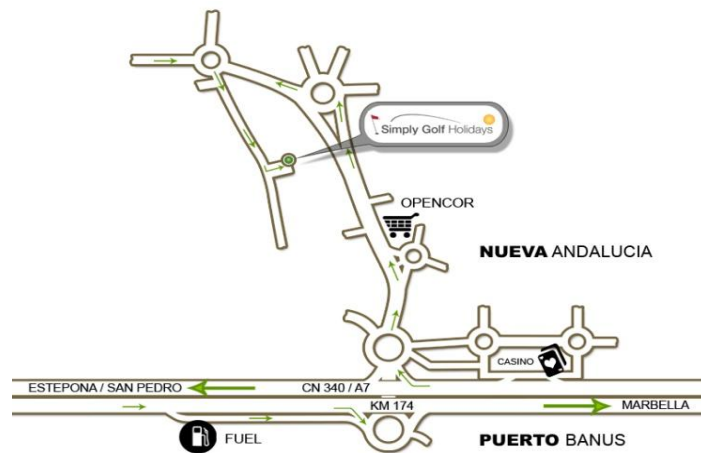 Simply Golf Holidays
OPENCOR
NUEVA ANDALUCIA
CASINO
ESTEPONA / SAN PEDRO
CN 340 / A7
KM 174
MARBELLA
FUEL
PUERTO BANUS